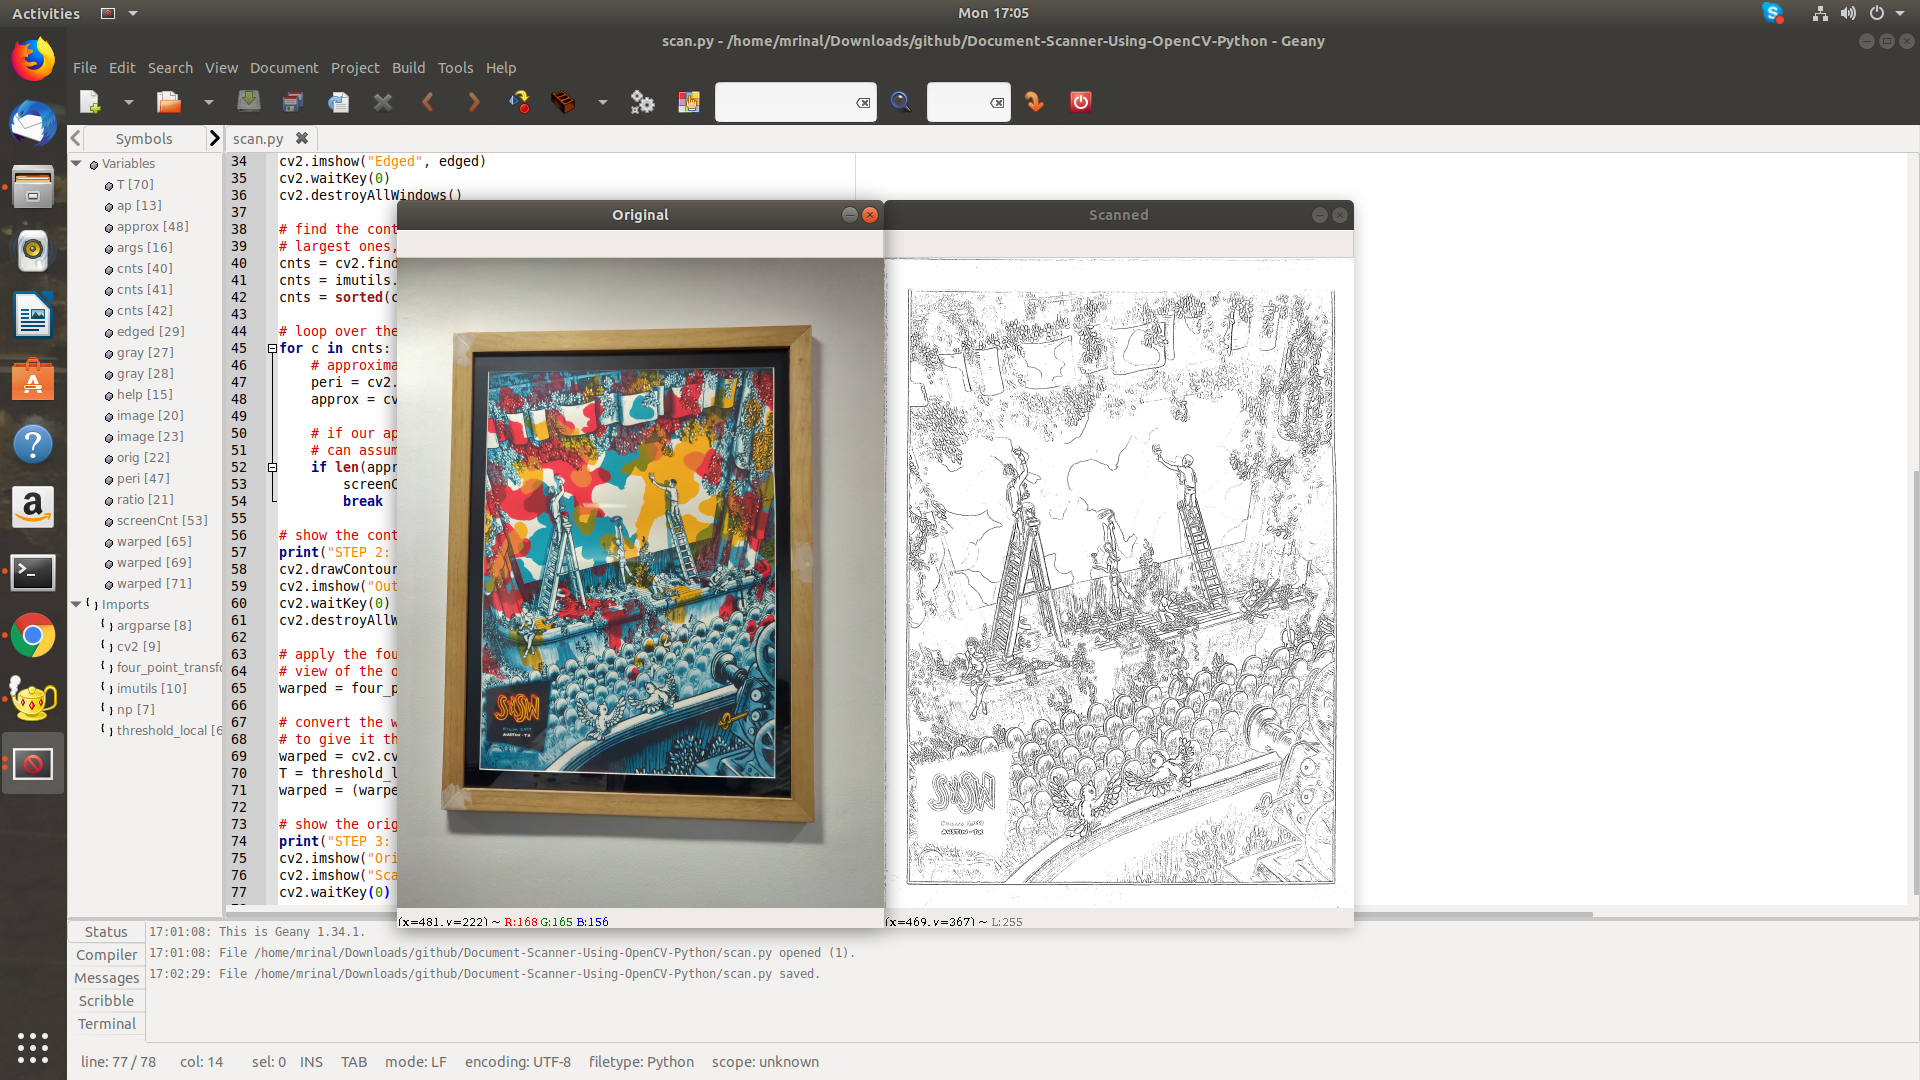 Activities
Mon 17:05
scan.py - /home/mrinal/Downloads/github/Document-Scanner-Using-OpenCV-Python - Geany
File Edit Search View Document Project Build Tools Help
Symbols
scan.py
Variables
T [70]
ap [13]
approx [48]
args [16]
cnts [40]
cnts [41]
cnts [42]
edged [29]
gray [27]
gray [28]
help [15]
image [20]
image [23]
orig [22]
peri [47]
ratio [21]
screenCnt [53]
warped [65]
warped [69]
warped [71]
Imports
argparse [8]
cv2 [9]
four_point_transfo
imutils [10]
np [7]
threshold_local [6
34 cv2.imshow("Edged", edged)
35 cv2.waitKey(0)
36 cv2.destroyAllWindows()
37
38 # find the cont
39 # largest ones,
40 cnts = cv2.find
41 cnts = imutils.
42 cnts = sorted(c
43
44 # loop over the
45 for c in cnts:
46 # approxima
47 peri = cv2.
48 approx = cv
49
50 # if our ap
51 # can assum
52 if len(appr
53 screenC
54 break
55
56 # show the cont
57 print("STEP 2:
58 cv2.drawContour
59 cv2.imshow("Out
60 cv2.waitKey(0)
61 cv2.destroyAllW
62
63 # apply the fou
64 # view of the o
65 warped = four_p
66
67 # convert the w
68 # to give it th
69 warped = cv2.cv
70 T = threshold_l
71 warped = (warpe
72
73 # show the orig
74 print("STEP 3:
75 cv2.imshow("Ori
76 cv2.imshow("Sca
77 cv2.waitKey(0)
Original
SXSW
AUSTIN-TX
(x=481, y=222) ~ R:168 G:165 B:156
Scanned
SXSW
AUSTIN-TX
(x=469, y=367) ~ L:255
Status
Compiler
Messages
Scribble
Terminal
17:01:08: This is Geany 1.34.1.
17:01:08: File /home/mrinal/Downloads/github/Document-Scanner-Using-OpenCV-Python/scan.py opened (1).
17:02:29: File /home/mrinal/Downloads/github/Document-Scanner-Using-OpenCV-Python/scan.py saved.
line: 77 / 78 col: 14 sel: 0 INS TAB mode: LF encoding: UTF-8 filetype: Python scope: unknown